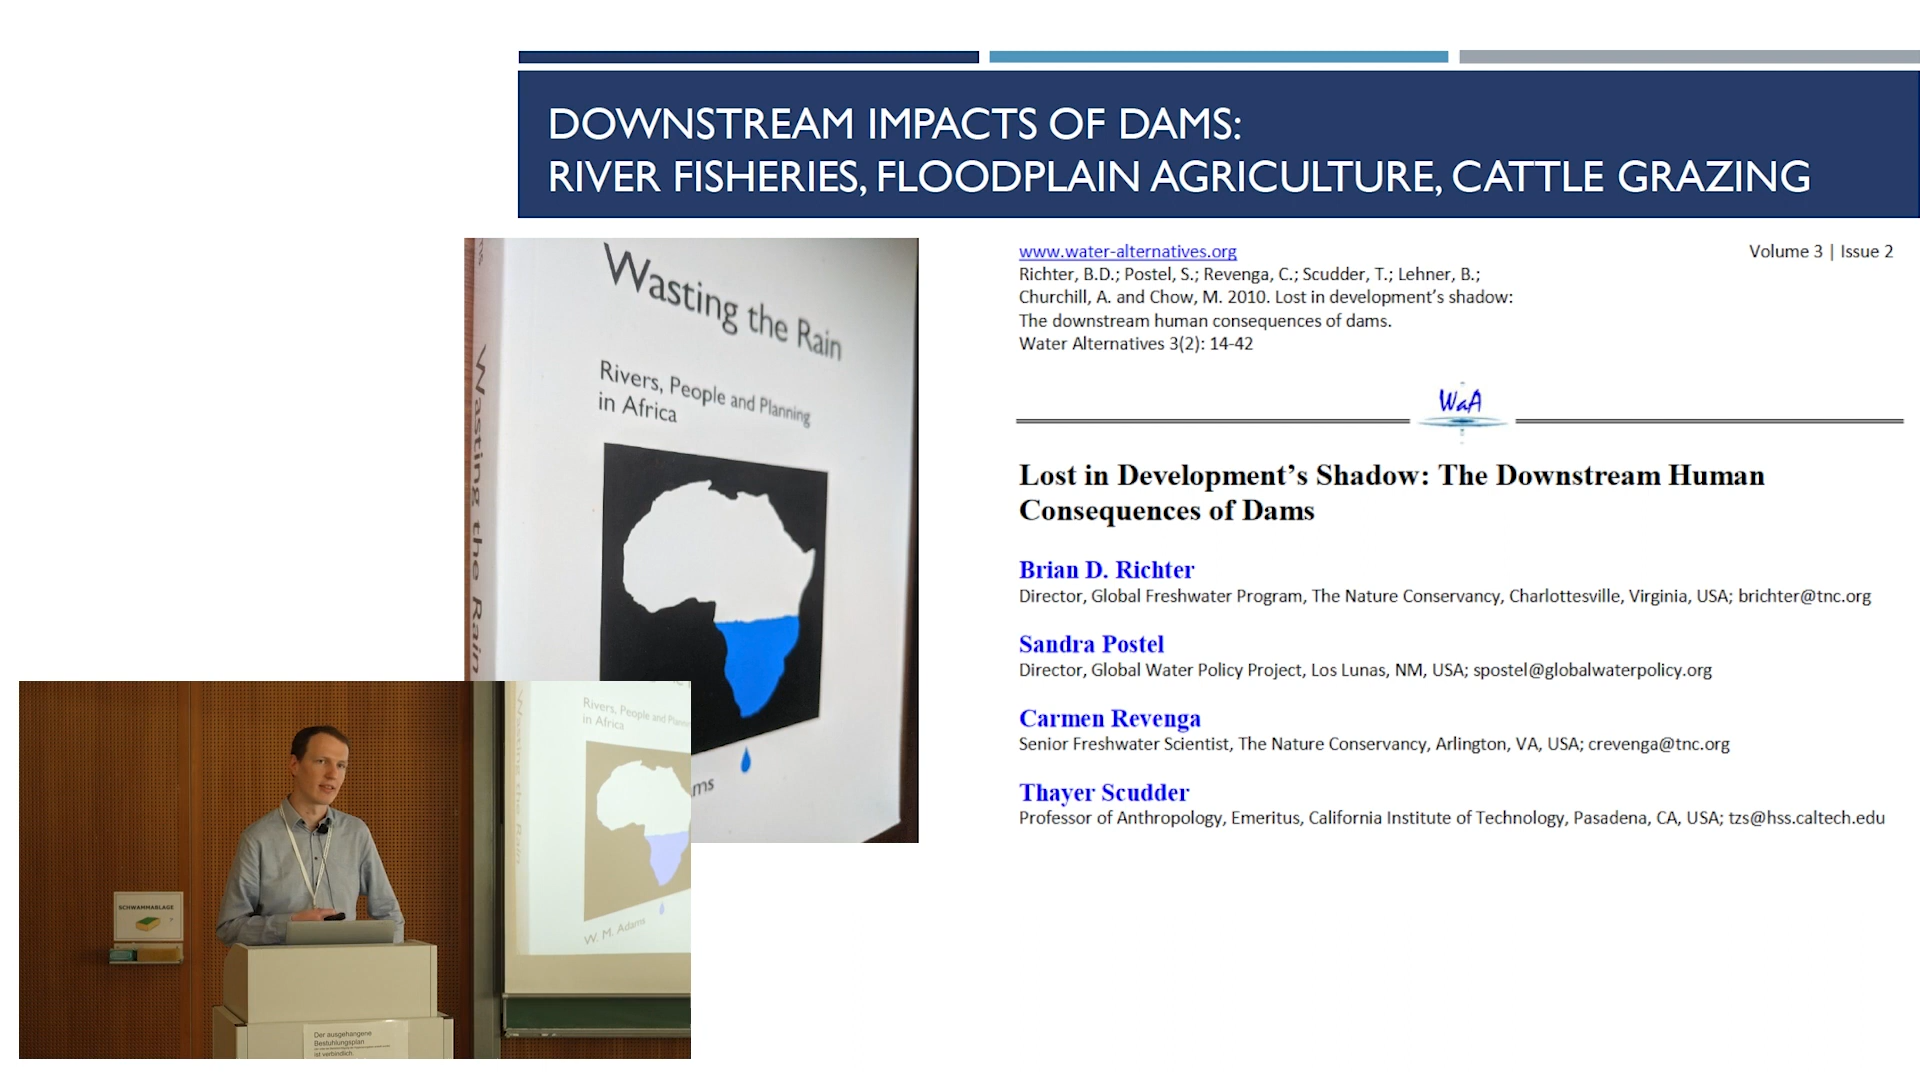 DOWNSTREAM IMPACTS OF DAMS:
RIVER FISHERIES, FLOODPLAIN AGRICULTURE, CATTLE GRAZING
Wasting the Rain
Rivers, People and Planning
in Africa
Wasting the Rain
ms
www.water-alternatives.org
Volume 3 | Issue 2
Richter, B.D.; Postel, S.; Revenga, C.; Scudder, T.; Lehner, B.;
Churchill, A. and Chow, M. 2010. Lost in development’s shadow:
The downstream human consequences of dams.
Water Alternatives 3(2): 14-42
WaA
Lost in Development’s Shadow: The Downstream Human
Consequences of Dams
Brian D. Richter
Director, Global Freshwater Program, The Nature Conservancy, Charlottesville, Virginia, USA; brichter@tnc.org
Sandra Postel
Director, Global Water Policy Project, Los Lunas, NM, USA; spostel@globalwaterpolicy.org
Carmen Revenga
Senior Freshwater Scientist, The Nature Conservancy, Arlington, VA, USA; crevenga@tnc.org
Thayer Scudder
Professor of Anthropology, Emeritus, California Institute of Technology, Pasadena, CA, USA; tzs@hss.caltech.edu
Rivers, People and Plannin
in Africa
Wasting the Rain
W. M. Adams
SCHWAMMABLAGE
Der ausgehangene
Bestuhlungsplan
ist verbindlich.